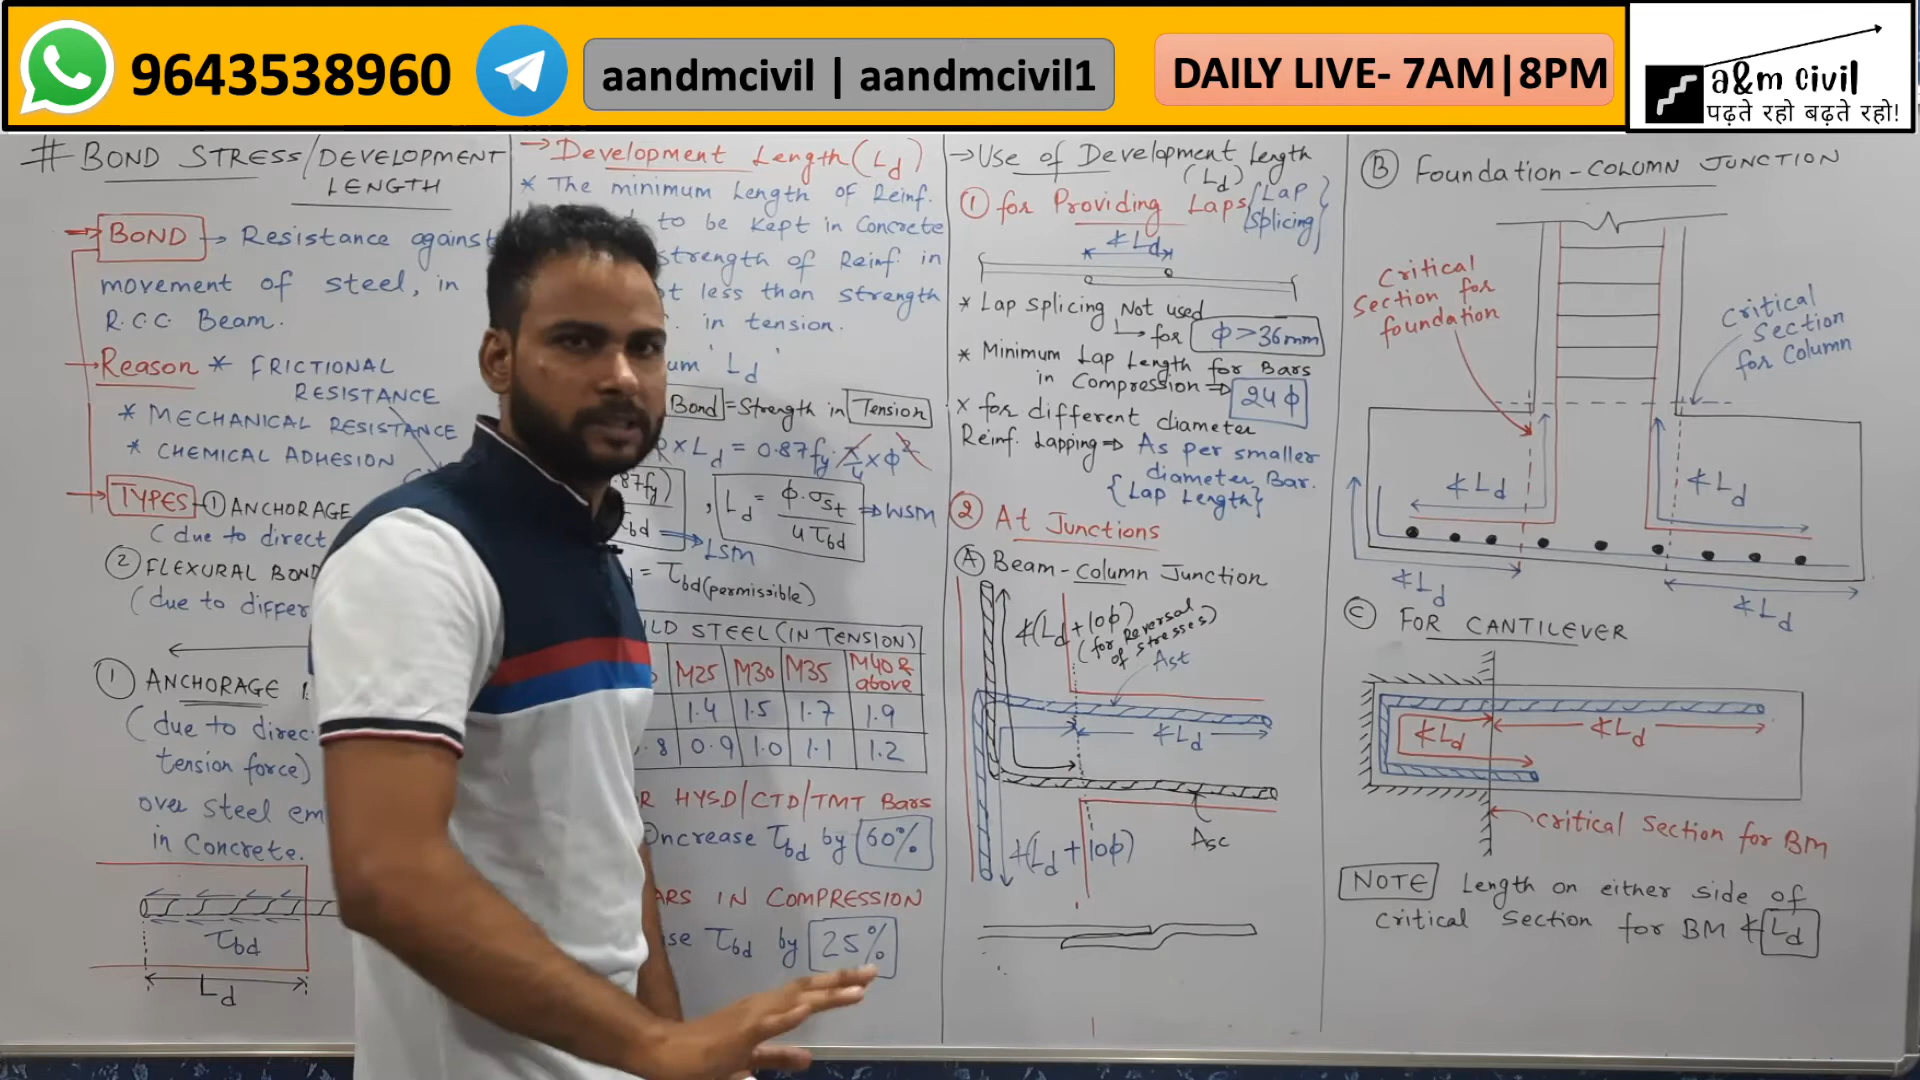 9643538960
aandmcivil | aandmcivil1
DAILY LIVE- 7AM|8PM
a&m civil
पढ़ते रहो बढ़ते रहो!
# BOND STRESS/DEVELOPMENT
LENGTH
BOND → Resistance against
movement of steel, in
R.C.C Beam.
Reason * FRICTIONAL
RESISTANCE
* MECHANICAL RESISTANCE
* CHEMICAL ADHESION
TYPES ① ANCHORAGE
(due to direct
② FLEXURAL BOND
(due to differ
① ANCHORAGE
(due to direc
tension force)
over steel em
in Concrete.
τbd
Ld
→ Development Length (Ld)
* The minimum Length of Reinf.
to be Kept in Concrete
strength of Reinf. in
t less than strength
in tension.
um 'Ld'
Bond = Strength in Tension
× Ld = 0.87fy π/4 × φ²
.87fy)
τbd
, Ld = φ.σst / 4τbd ⇒ WSM
→ LSM
= τbd(permissible)
ILD STEEL (IN TENSION)
M25 M30 M35 M40 & above
1.4 1.5 1.7 1.9
.8 0.9 1.0 1.1 1.2
R HYSD/CTD/TMT Bars
Increase τbd by 60%
ARS IN COMPRESSION
se τbd by 25%
→ Use of Development Length
(Ld)
① for Providing Laps/{Lap
Splicing}
≮ Ld
* Lap Splicing Not used
→ for φ > 36mm
* Minimum Lap Length for Bars
in Compression ⇒ 24φ
× for different diameter
Reinf. Lapping ⇒ As per smaller
diameter Bar.
{Lap Length}
② At Junctions
Ⓐ Beam-Column Junction
≮(Ld + 10φ)
(for reversal
of stresses)
Ast
≮ Ld
≮(Ld + 10φ)
Asc
Ⓑ Foundation-COLUMN JUNCTION
Critical
Section for
foundation
Critical
Section
for Column
≮ Ld
≮ Ld
≮ Ld
≮ Ld
Ⓒ FOR CANTILEVER
≮ Ld
≮ Ld
critical Section for BM
NOTE Length on either side of
Critical Section for BM ≮ Ld